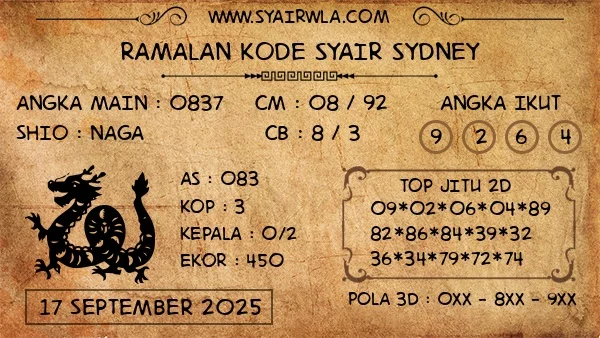 WWW.SYAIRWLA.COM
RAMALAN KODE SYAIR SYDNEY
ANGKA MAIN : 0837
CM : 08 / 92
ANGKA IKUT
SHIO : NAGA
CB : 8 / 3
9 2 6 4
AS : 083
KOP : 3
KEPALA : 0/2
EKOR : 450
TOP JITU 2D
09*02*06*04*89
82*86*84*39*32
36*34*79*72*74
17 SEPTEMBER 2025
POLA 3D : 0XX - 8XX - 9XX